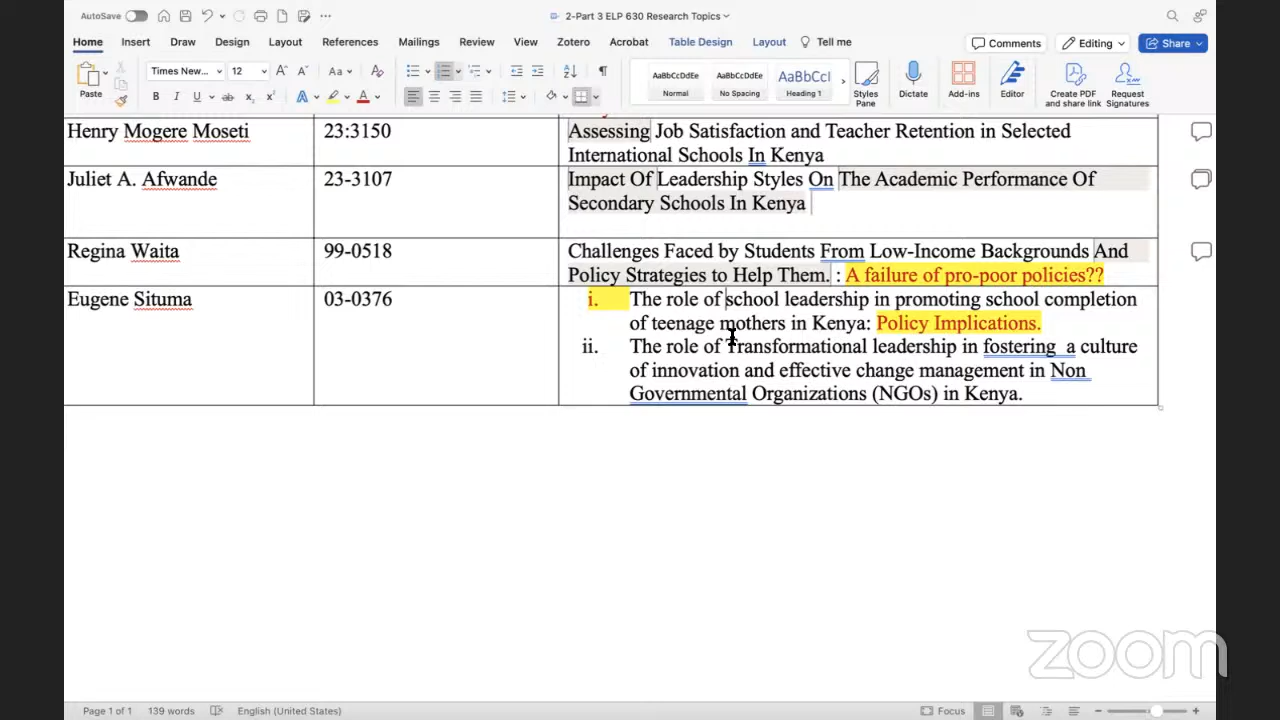 AutoSave
2-Part 3 ELP 630 Research Topics
Home Insert Draw Design Layout References Mailings Review View Zotero Acrobat Table Design Layout Tell me
Comments Editing Share
Paste
Times New... 12
Aa
B I U ab x₂ x² A A
AaBbCcDdEe AaBbCcDdEe AaBbCcI
Normal No Spacing Heading 1
Styles Pane
Dictate
Add-ins
Editor
Create PDF and share link
Request Signatures
Henry Mogere Moseti 23:3150 Assessing Job Satisfaction and Teacher Retention in Selected
International Schools In Kenya
Juliet A. Afwande 23-3107 Impact Of Leadership Styles On The Academic Performance Of
Secondary Schools In Kenya
Regina Waita 99-0518 Challenges Faced by Students From Low-Income Backgrounds And
Policy Strategies to Help Them. : A failure of pro-poor policies??
Eugene Situma 03-0376 i. The role of school leadership in promoting school completion
of teenage mothers in Kenya: Policy Implications.
ii. The role of Transformational leadership in fostering a culture
of innovation and effective change management in Non
Governmental Organizations (NGOs) in Kenya.
zoom
Page 1 of 1 139 words English (United States) Focus